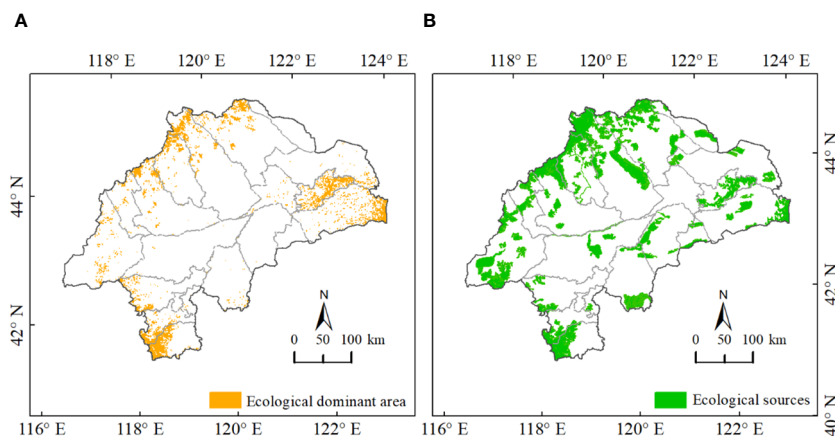 A
B
118° E 120° E 122° E 124° E
118° E 120° E 122° E 124° E
44° N
42° N
44° N
42° N
40° N
N
0 50 100 km
N
0 50 100 km
Ecological dominant area
Ecological sources
116° E 118° E 120° E 122° E
116° E 118° E 120° E 122° E